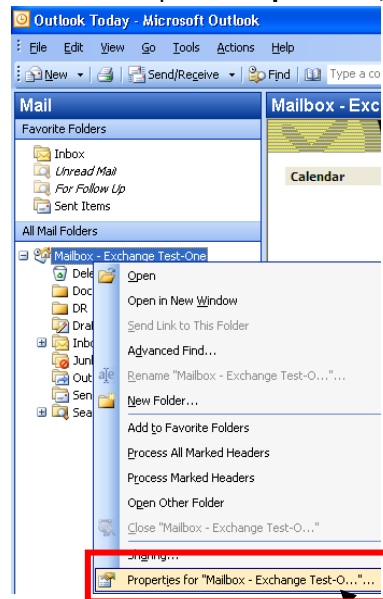 Outlook Today - Microsoft Outlook
File Edit View Go Tools Actions Help
New Send/Receive Find Type a co
Mail
Mailbox - Exc
Favorite Folders
Inbox
Unread Mail
Calendar
For Follow Up
Sent Items
All Mail Folders
Mailbox - Exchange Test-One
Dele
Open
Doc
Open in New Window
DR
Draf
Send Link to This Folder
Inbo
Advanced Find...
Junl
Out
Rename "Mailbox - Exchange Test-O..."...
Sen
New Folder...
Sea
Add to Favorite Folders
Process All Marked Headers
Process Marked Headers
Open Other Folder
Close "Mailbox - Exchange Test-O..."
Sharing...
Properties for "Mailbox - Exchange Test-O..."...